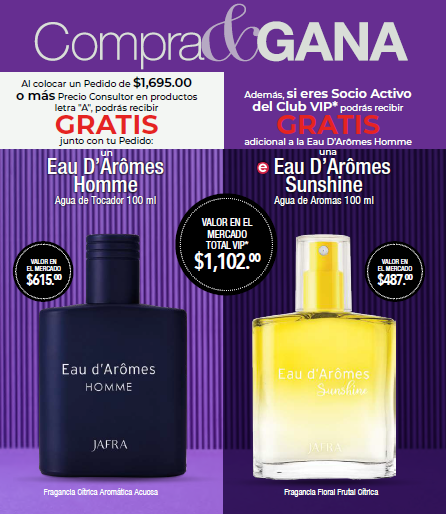 Compra&GANA
Al colocar un Pedido de $1,695.00
o más Precio Consultor en productos
letra "A", podrás recibir
GRATIS
junto con tu Pedido:
un
Eau D'Arômes
Homme
Agua de Tocador 100 ml
Además, si eres Socio Activo
del Club VIP* podrás recibir
GRATIS
adicional a la Eau D'Arômes Homme
una
e Eau D'Arômes
Sunshine
Agua de Aromas 100 ml
VALOR EN EL
MERCADO
TOTAL VIP*
$1,102.00
VALOR EN
EL MERCADO
$615.00
VALOR EN
EL MERCADO
$487.00
Eau d'Arômes
HOMME
JAFRA
Eau d'Arômes
Sunshine
JAFRA
Fragancia Cítrica Aromática Acuosa
Fragancia Floral Frutal Cítrica